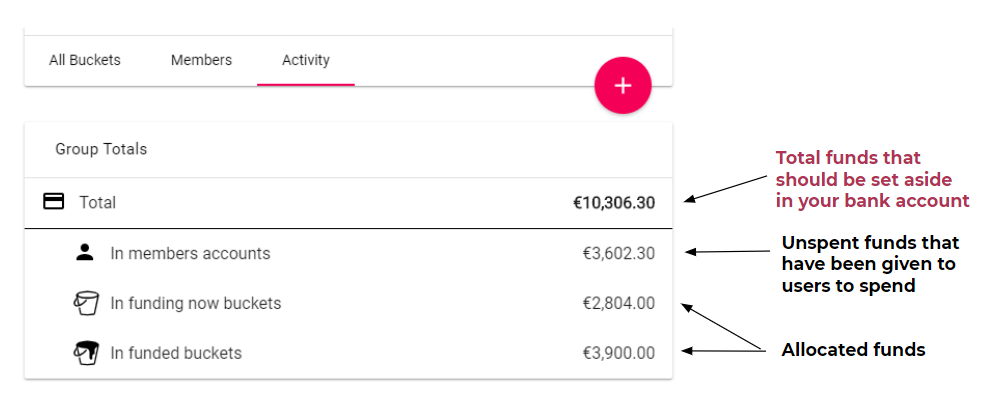 All Buckets Members Activity
+
Group Totals
Total €10,306.30
In members accounts €3,602.30
In funding now buckets €2,804.00
In funded buckets €3,900.00
Total funds that
should be set aside
in your bank account
Unspent funds that
have been given to
users to spend
Allocated funds